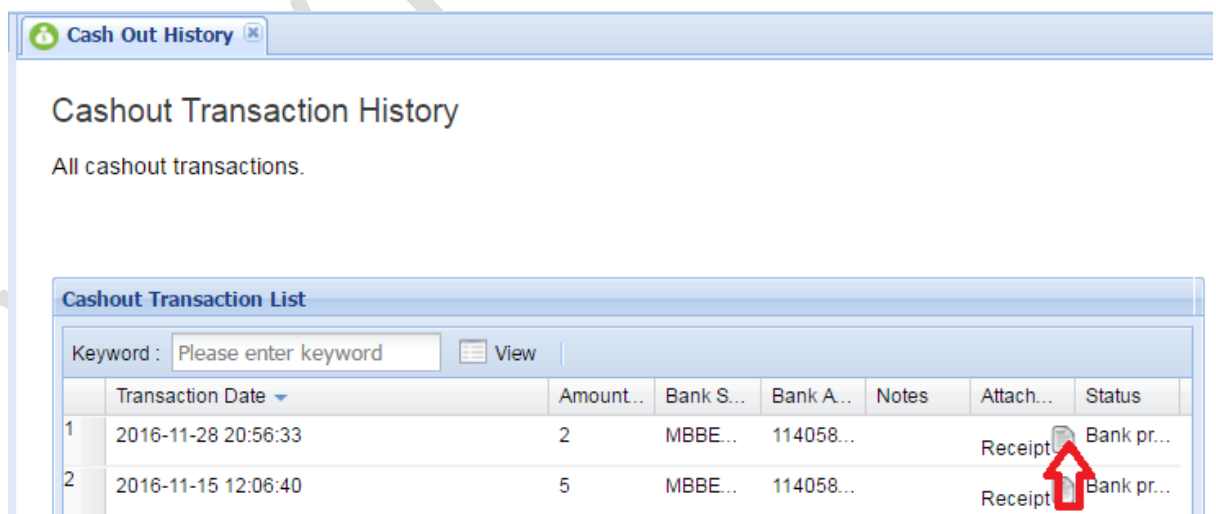 Cash Out History
Cashout Transaction History
All cashout transactions.
Cashout Transaction List
Keyword : Please enter keyword View
Transaction Date Amount... Bank S... Bank A... Notes Attach... Status
1 2016-11-28 20:56:33 2 MBBE... 114058... Receipt Bank pr...
2 2016-11-15 12:06:40 5 MBBE... 114058... Receipt Bank pr...